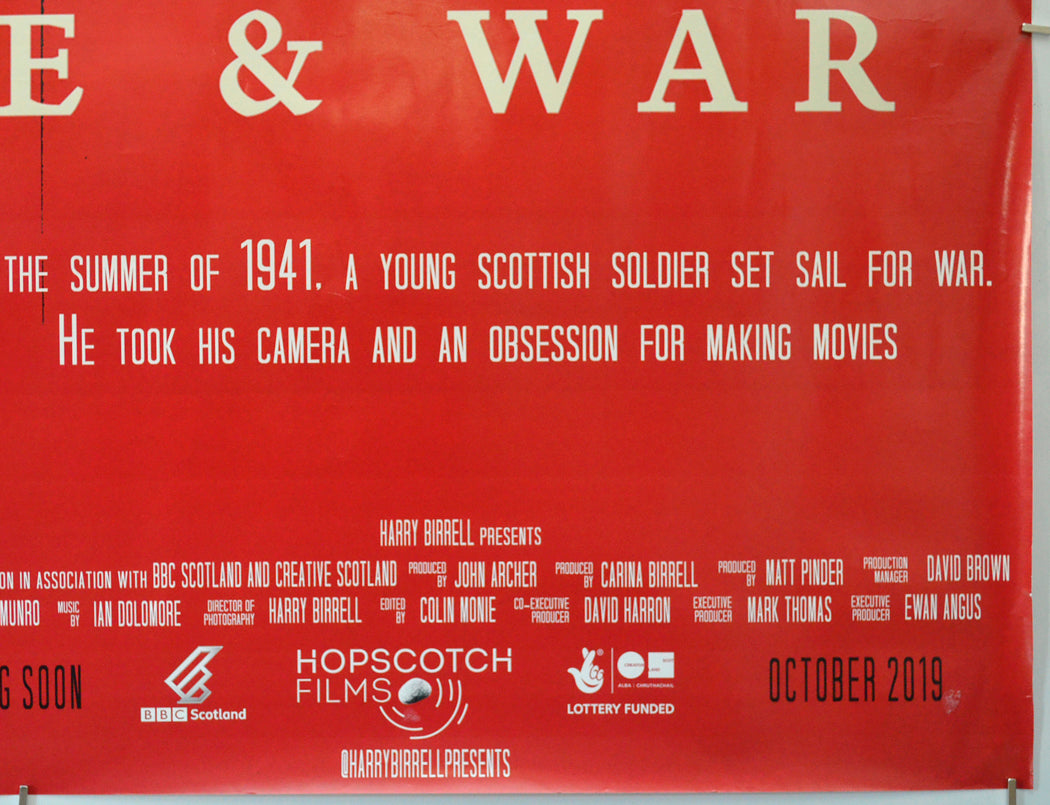 E & WAR
THE SUMMER OF 1941, A YOUNG SCOTTISH SOLDIER SET SAIL FOR WAR.
HE TOOK HIS CAMERA AND AN OBSESSION FOR MAKING MOVIES
HARRY BIRRELL PRESENTS
ON IN ASSOCIATION WITH BBC SCOTLAND AND CREATIVE SCOTLAND PRODUCED BY JOHN ARCHER PRODUCED BY CARINA BIRRELL PRODUCED BY MATT PINDER PRODUCTION MANAGER DAVID BROWN
MUNRO MUSIC BY IAN DOLOMORE DIRECTOR OF PHOTOGRAPHY HARRY BIRRELL EDITED BY COLIN MONIE CO-EXECUTIVE PRODUCER DAVID HARRON EXECUTIVE PRODUCER MARK THOMAS EXECUTIVE PRODUCER EWAN ANGUS
G SOON
BBC Scotland
HOPSCOTCH
FILMS
ALBA | CHRUTHACHAIL
LOTTERY FUNDED
OCTOBER 2019
@HARRYBIRRELLPRESENTS